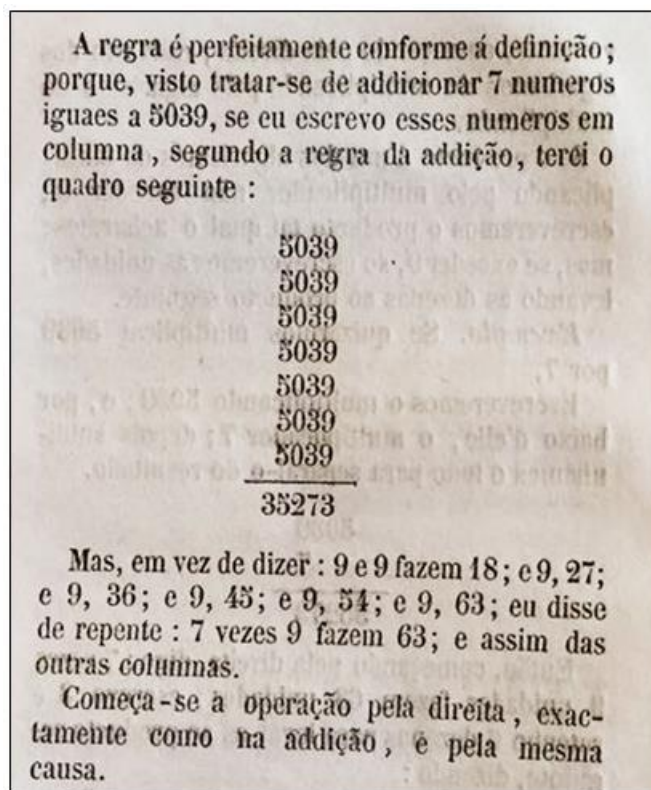 A regra é perfeitamente conforme á definição;
porque, visto tratar-se de addicionar 7 numeros
iguaes a 5039, se eu escrevo esses numeros em
columna, segundo a regra da addição, terei o
quadro seguinte :
5039
5039
5039
5039
5039
5039
5039
35273
Mas, em vez de dizer : 9 e 9 fazem 18; e 9, 27;
e 9, 36; e 9, 45; e 9, 54; e 9, 63; eu disse
de repente : 7 vezes 9 fazem 63; e assim das
outras columnas.
Começa-se a operação pela direita, exac-
tamente como na addição, e pela mesma
causa.